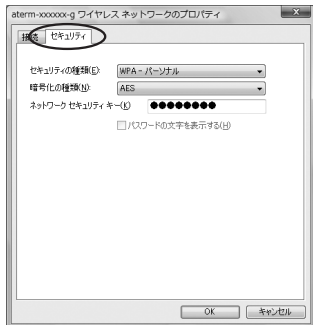 aterm-xxxxxx-g ワイヤレス ネットワークのプロパティ
接続 セキュリティ
セキュリティの種類(E): WPA - パーソナル
暗号化の種類(N): AES
ネットワーク セキュリティ キー(K) ●●●●●●●●
パスワードの文字を表示する(H)
OK キャンセル